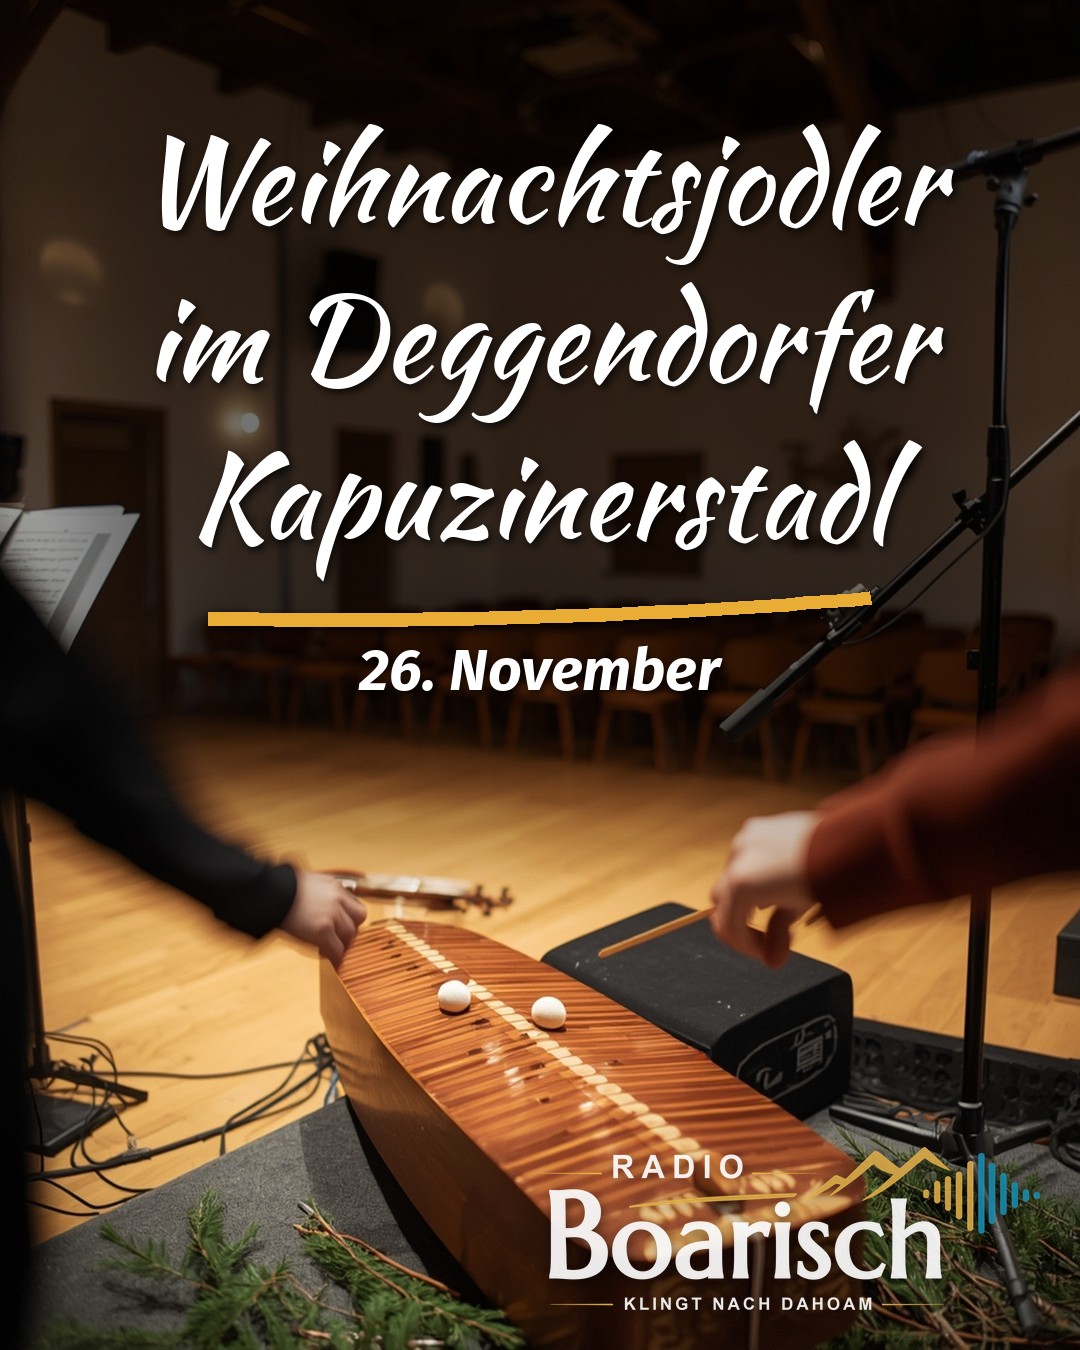 Weihnachtsjodler
im Deggendorfer
Kapuzinerstadl
26. November
RADIO
Boarisch
KLINGT NACH DAHOAM